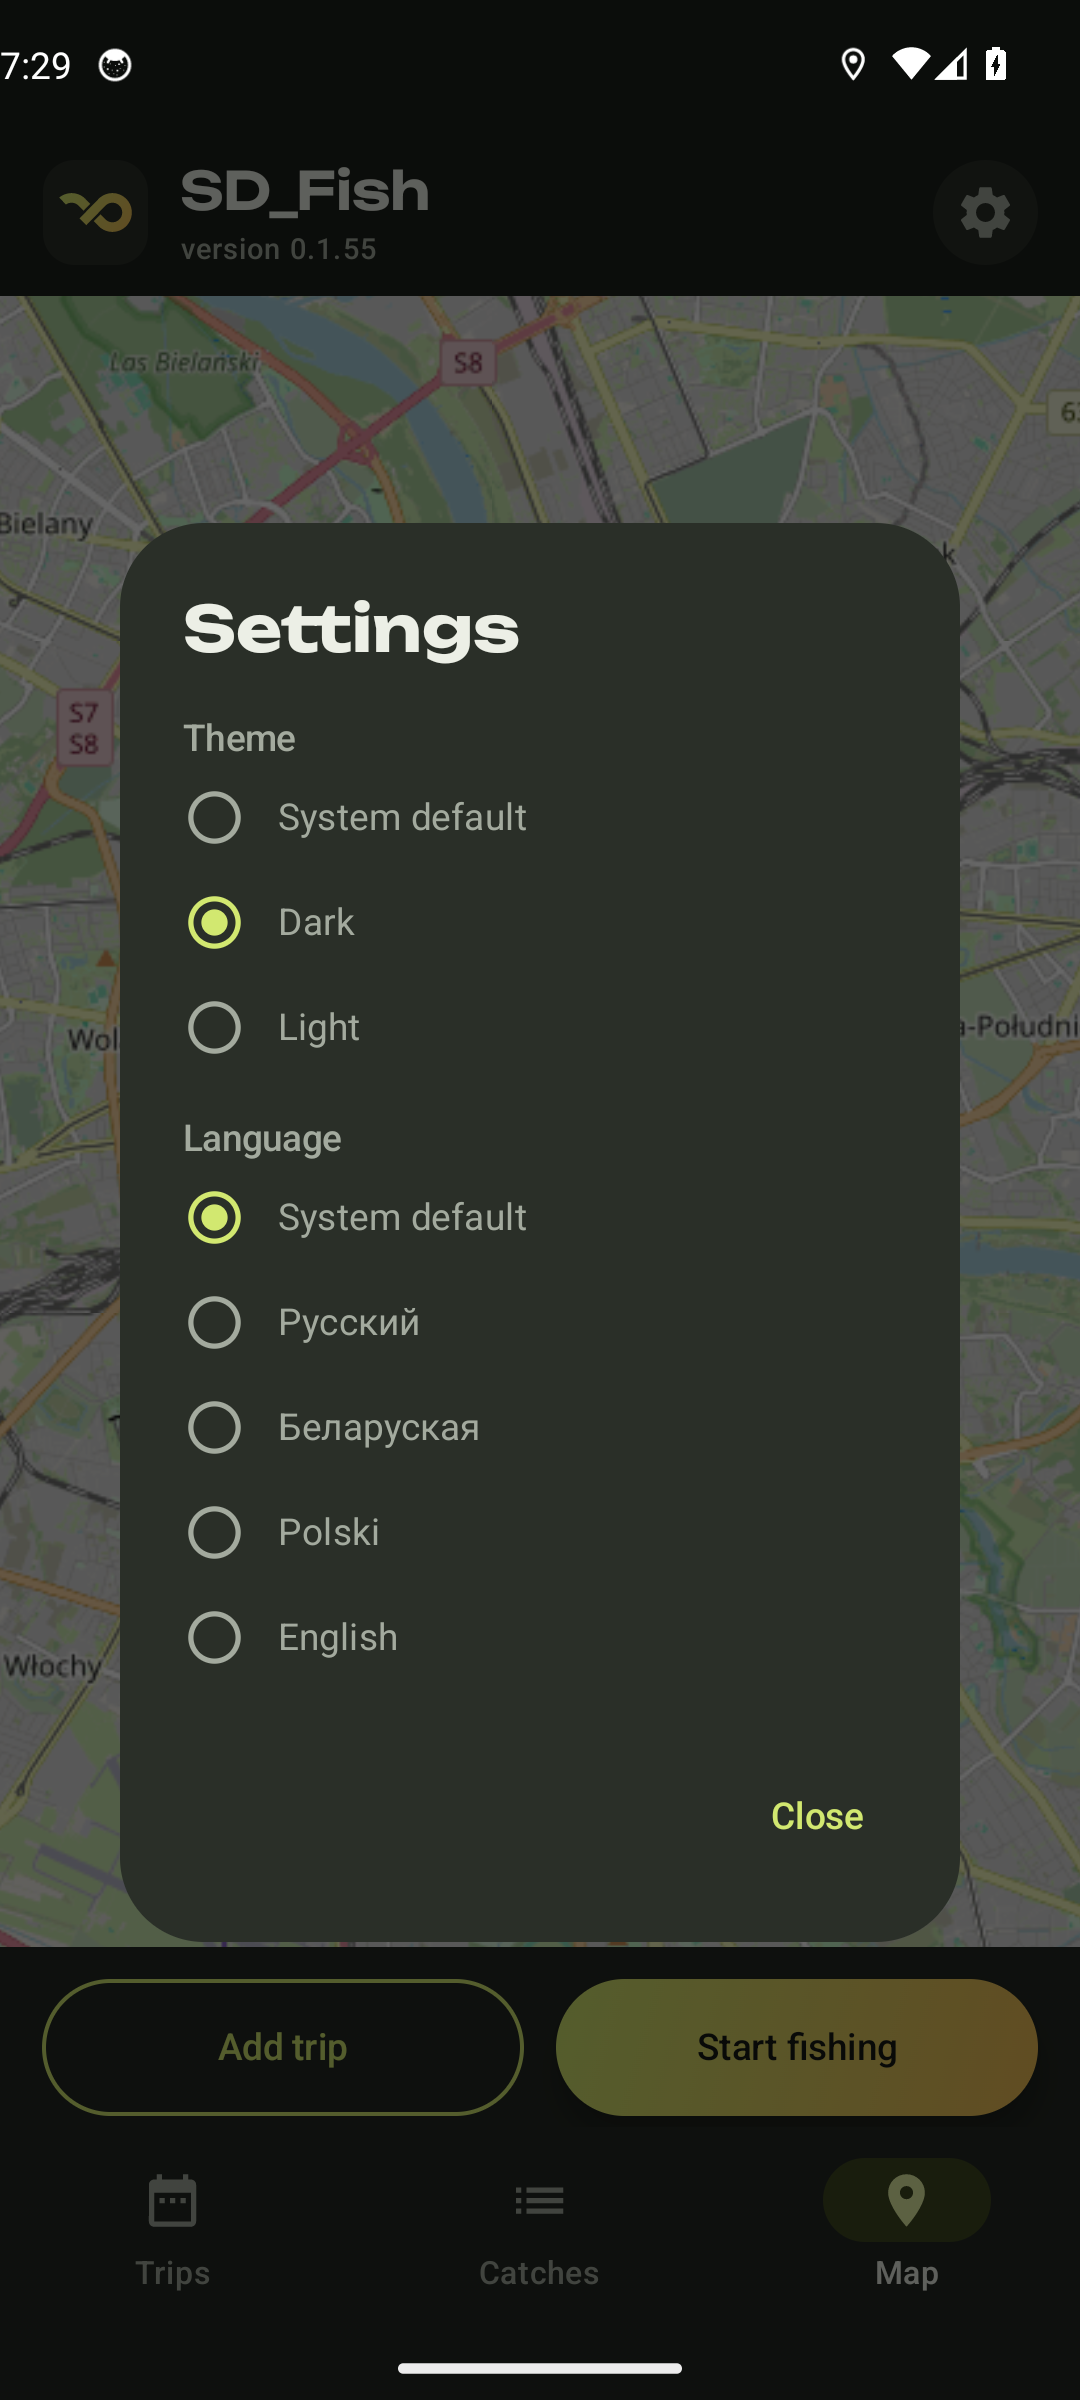 7:29
SD_Fish
version 0.1.55
Las Bielański
S8
Bielany
S7
S8
Włochy
Settings
Theme
System default
Dark
Light
Language
System default
Русский
Беларуская
Polski
English
Close
Add trip
Start fishing
Trips
Catches
Map